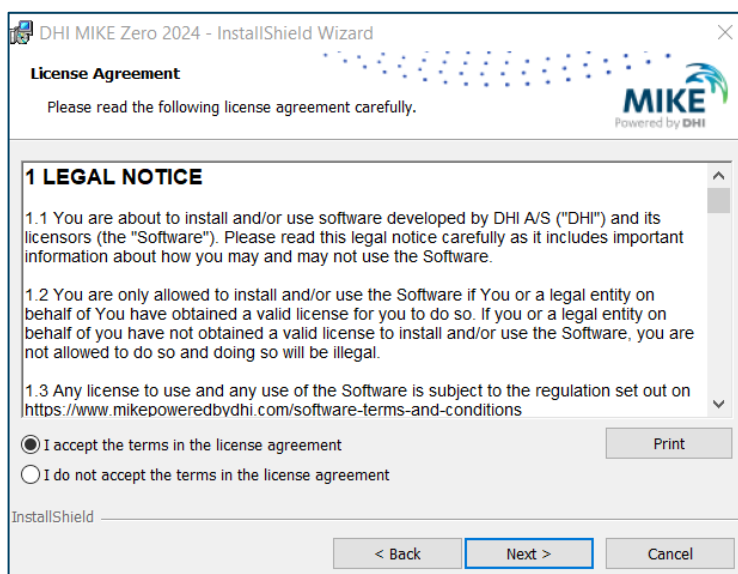 DHI MIKE Zero 2024 - InstallShield Wizard
License Agreement
Please read the following license agreement carefully.
MIKE
Powered by DHI
1 LEGAL NOTICE
1.1 You are about to install and/or use software developed by DHI A/S ("DHI") and its
licensors (the "Software"). Please read this legal notice carefully as it includes important
information about how you may and may not use the Software.
1.2 You are only allowed to install and/or use the Software if You or a legal entity on
behalf of You have obtained a valid license for you to do so. If you or a legal entity on
behalf of you have not obtained a valid license to install and/or use the Software, you are
not allowed to do so and doing so will be illegal.
1.3 Any license to use and any use of the Software is subject to the regulation set out on
https://www.mikepoweredbydhi.com/software-terms-and-conditions
I accept the terms in the license agreement
Print
I do not accept the terms in the license agreement
InstallShield
< Back
Next >
Cancel